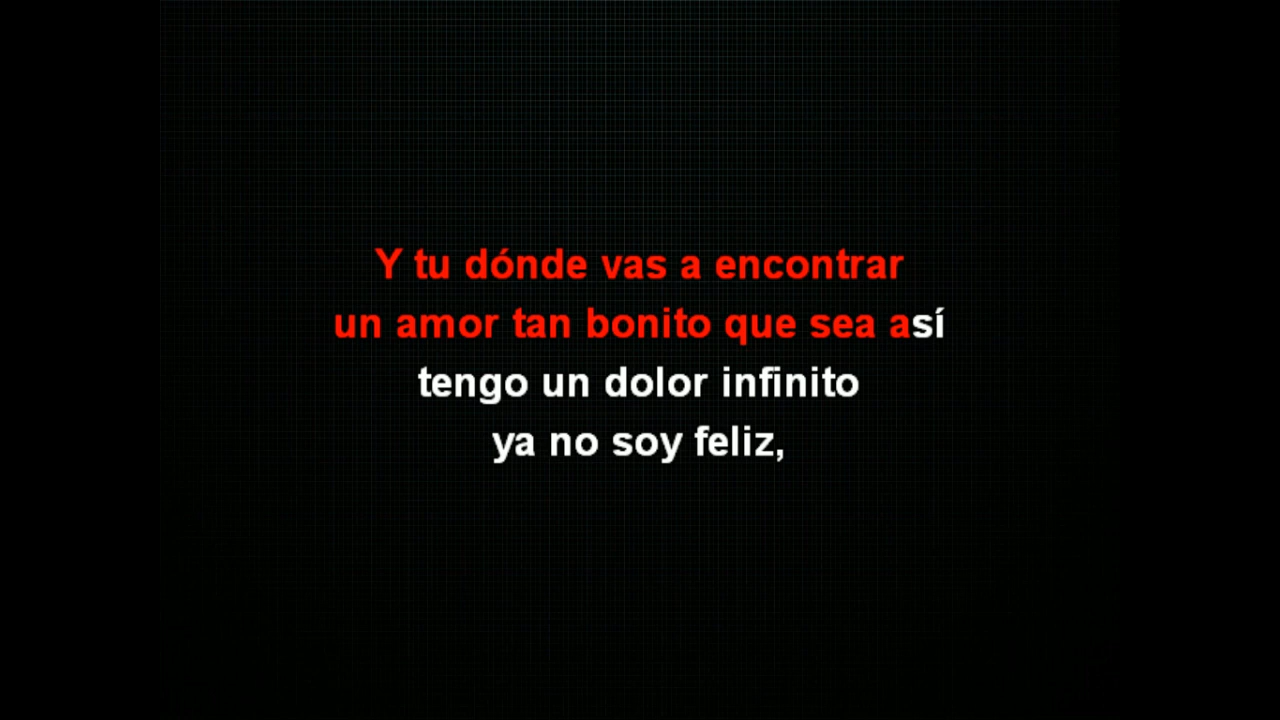 Y tu dónde vas a encontrar
un amor tan bonito que sea así
tengo un dolor infinito
ya no soy feliz,